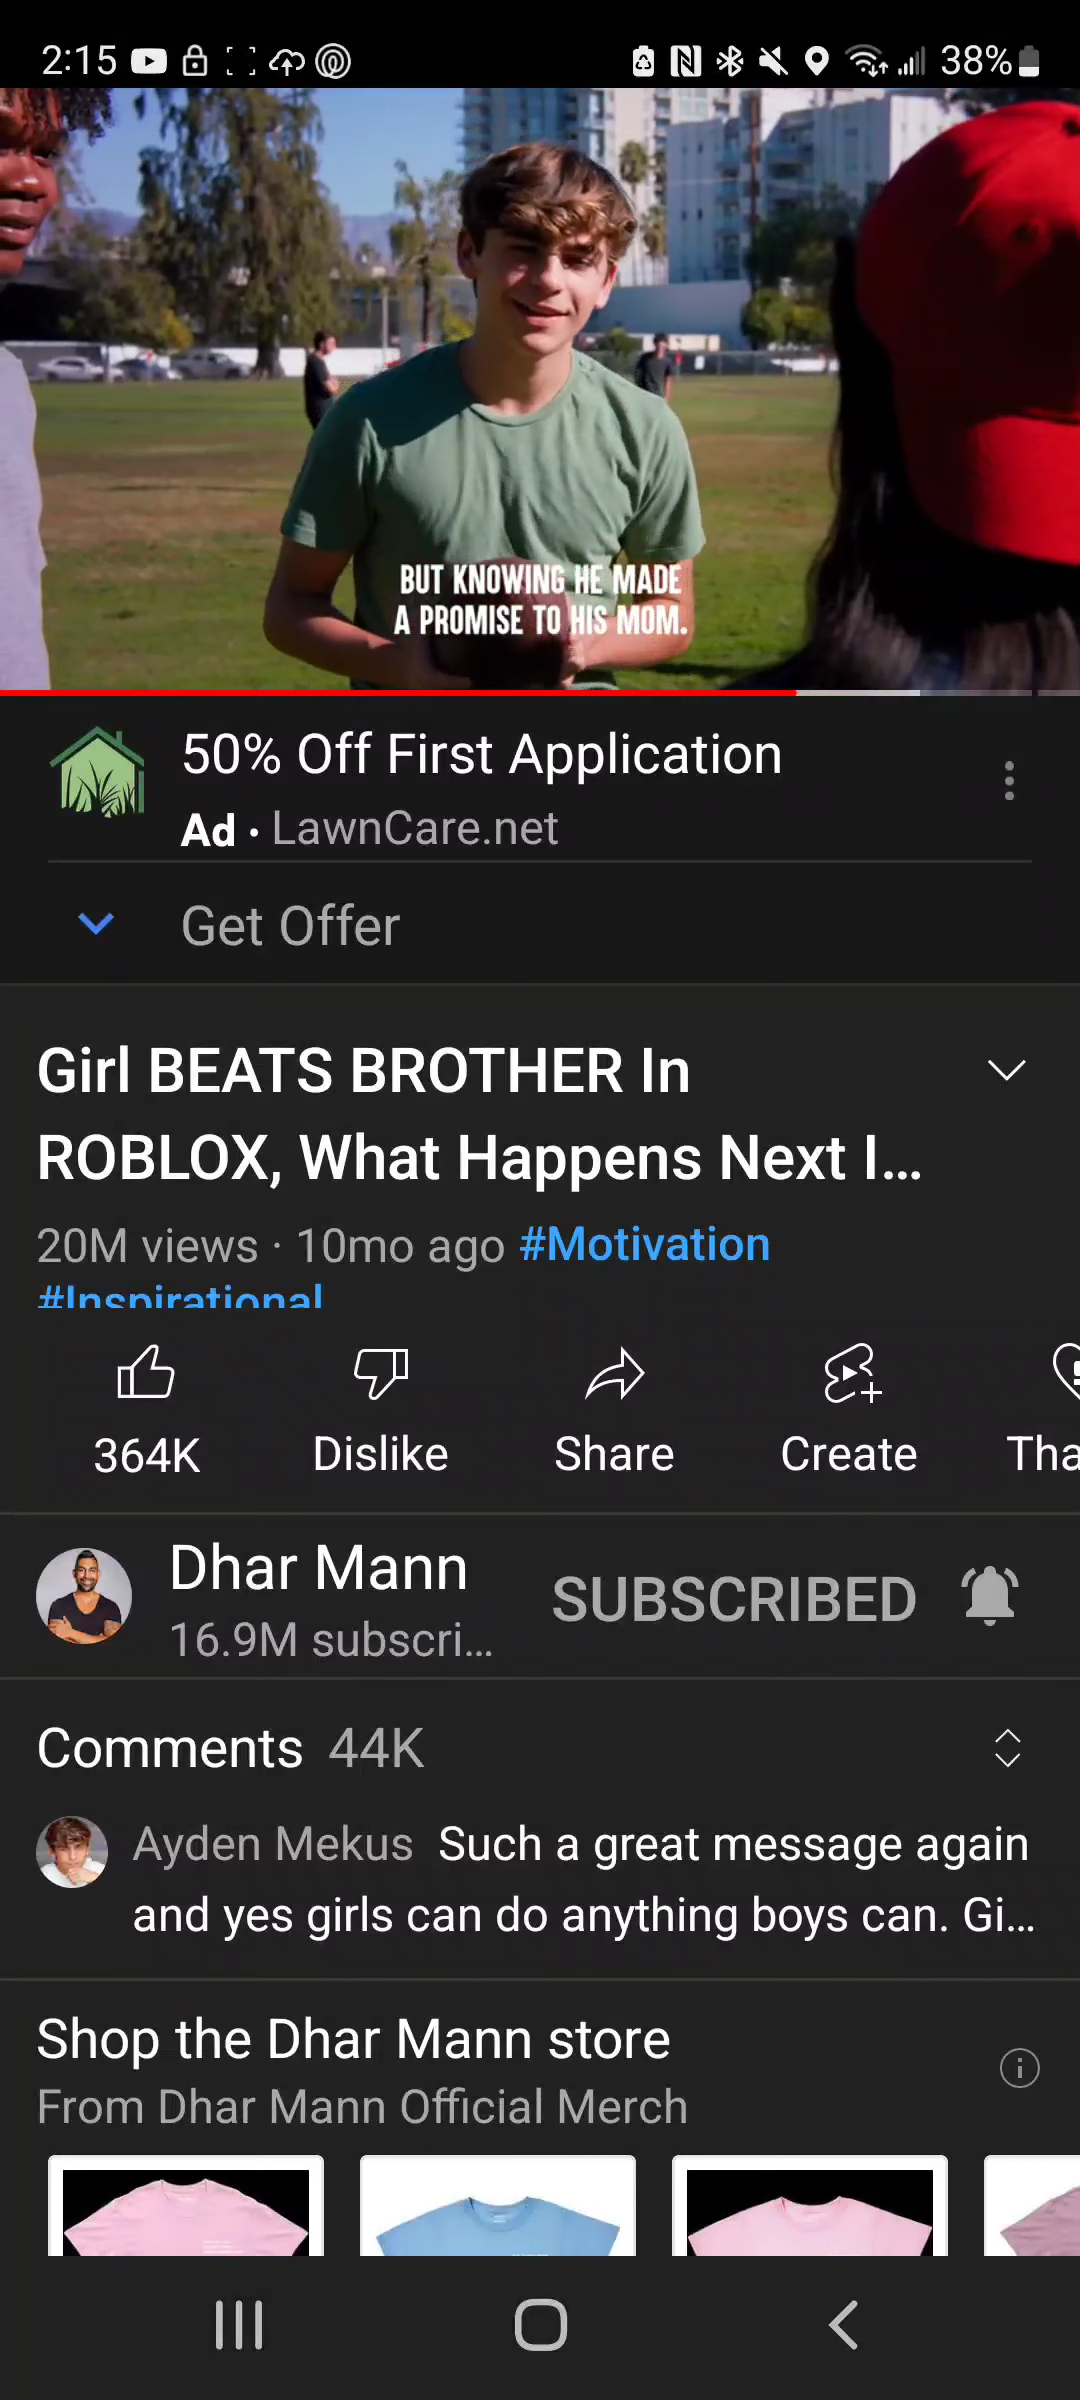 2:15
38%
BUT KNOWING HE MADE
A PROMISE TO HIS MOM.
50% Off First Application
Ad · LawnCare.net
Get Offer
Girl BEATS BROTHER In
ROBLOX, What Happens Next I...
20M views · 10mo ago #Motivation
#Inspirational
364K Dislike Share Create Tha
Dhar Mann
16.9M subscri...
SUBSCRIBED
Comments 44K
Ayden Mekus Such a great message again
and yes girls can do anything boys can. Gi...
Shop the Dhar Mann store
From Dhar Mann Official Merch